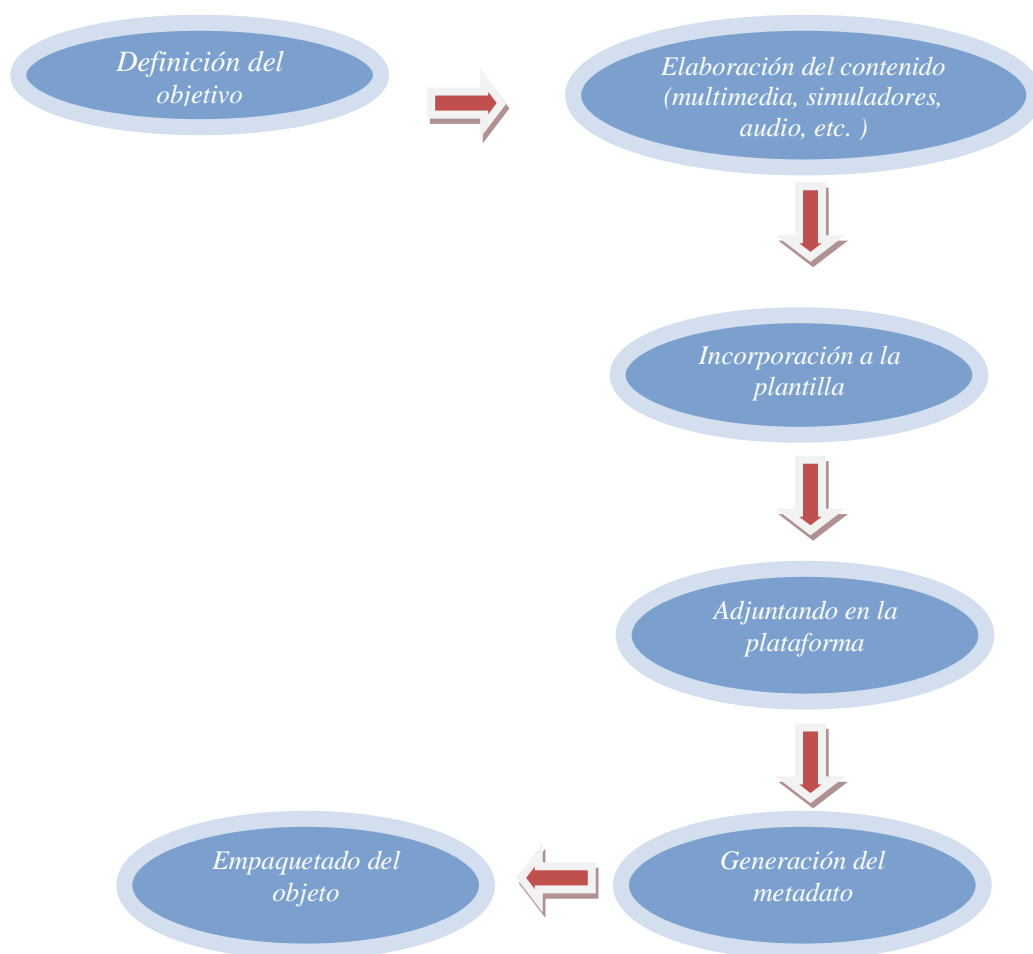 Definición del
objetivo
Elaboración del contenido
(multimedia, simuladores,
audio, etc. )
Incorporación a la
plantilla
Adjuntando en la
plataforma
Generación del
metadato
Empaquetado del
objeto